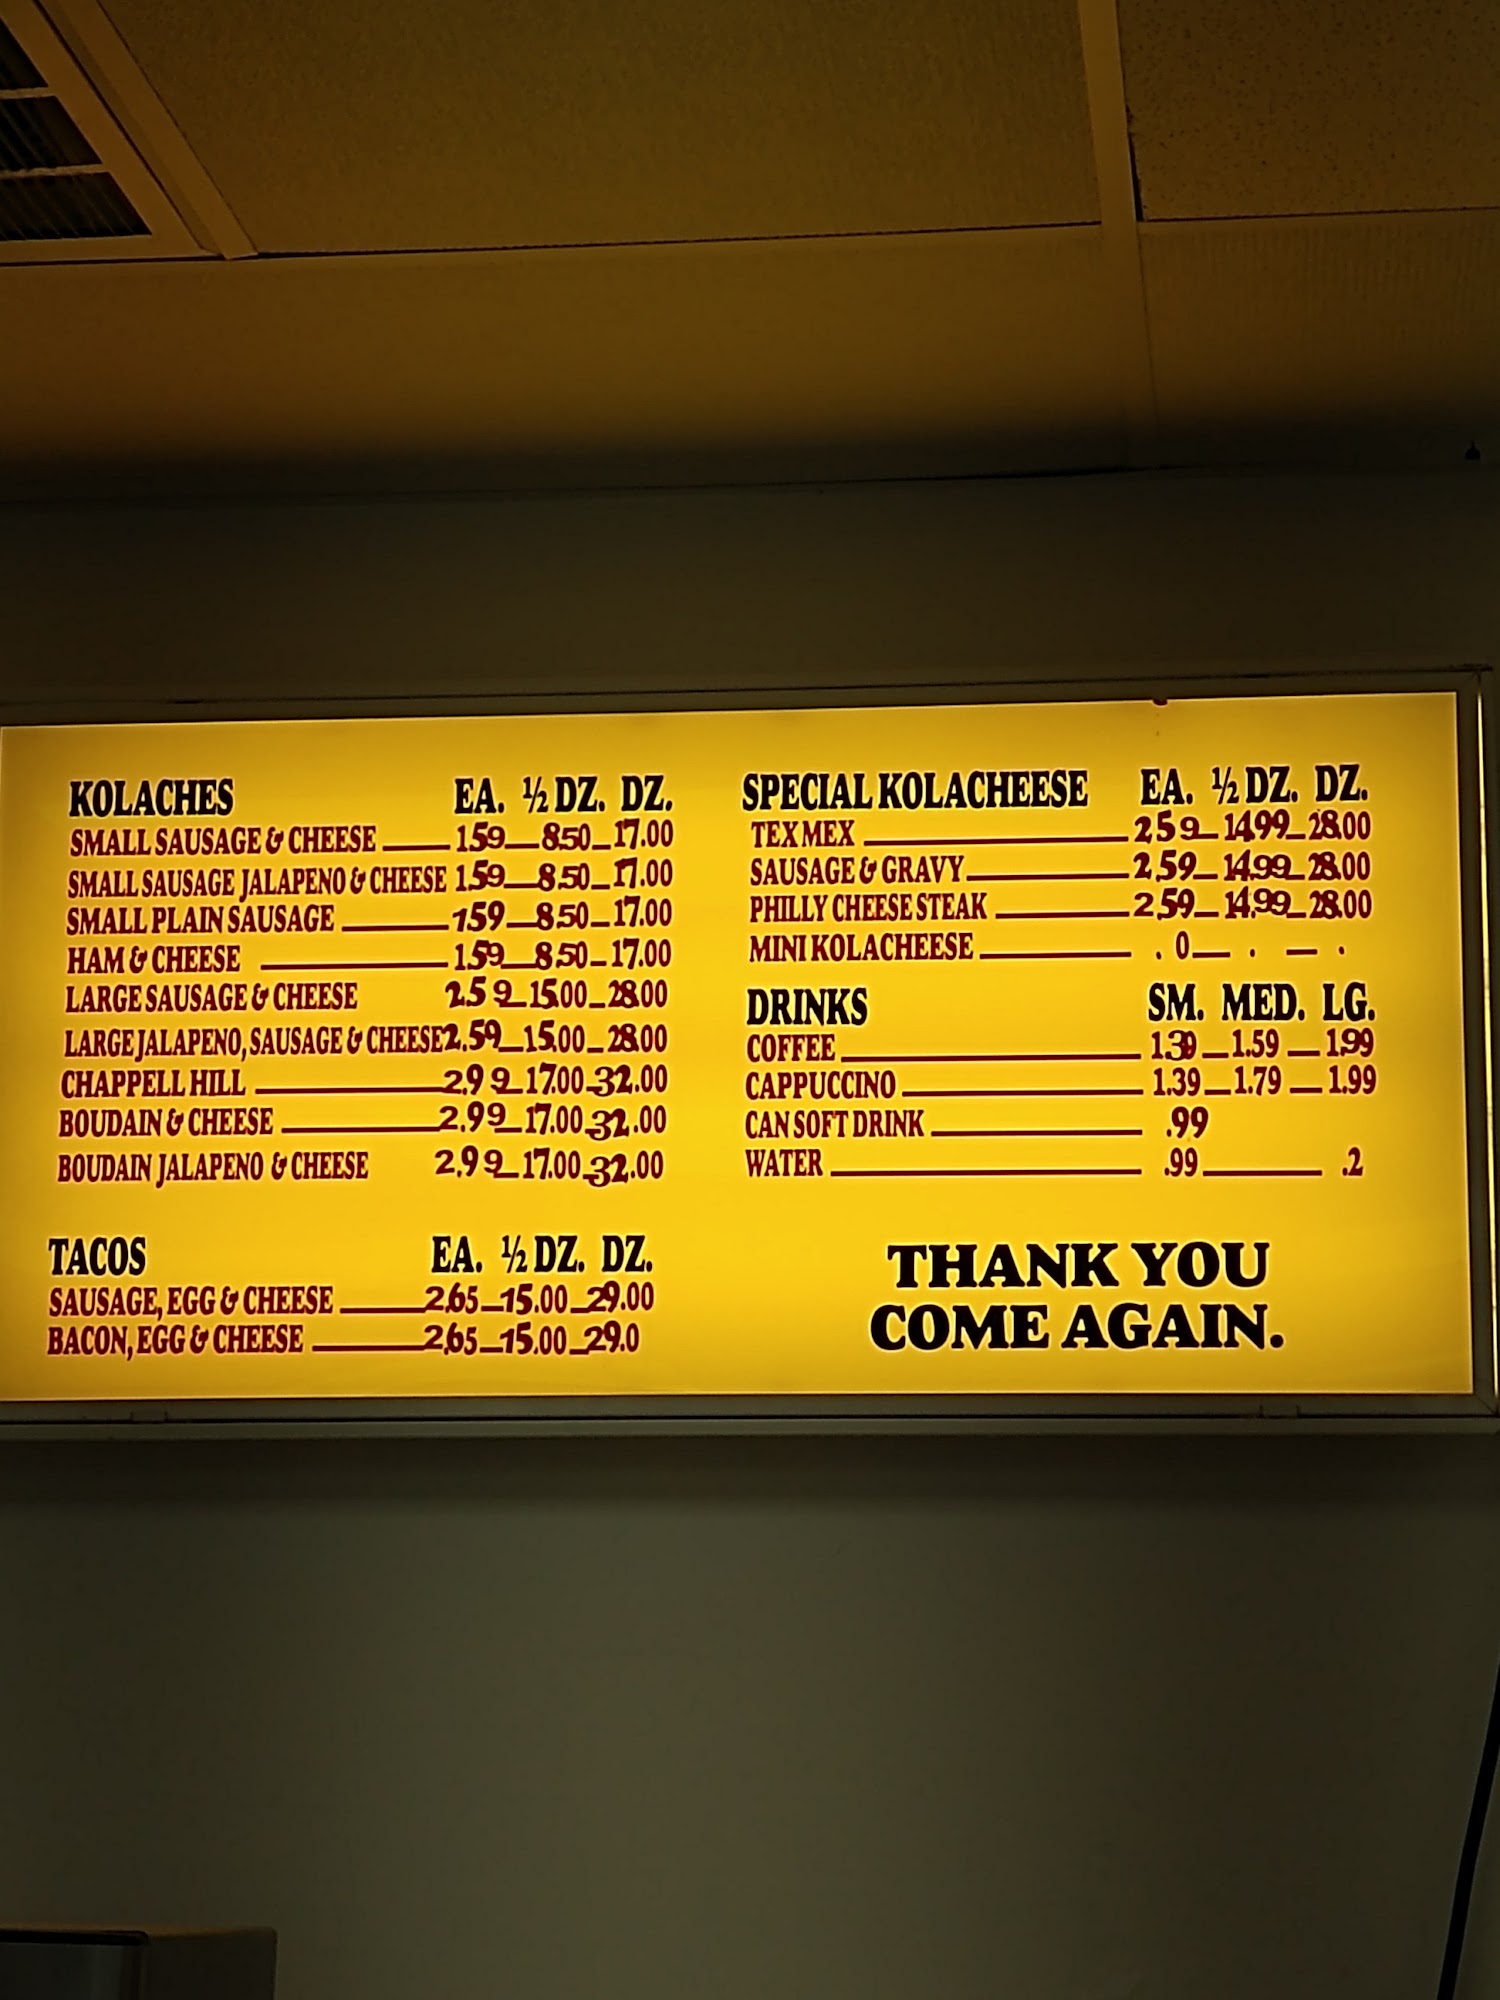 KOLACHES EA. ½ DZ. DZ.
SMALL SAUSAGE & CHEESE 1.59 8.50 17.00
SMALL SAUSAGE JALAPENO & CHEESE 1.59 8.50 17.00
SMALL PLAIN SAUSAGE 1.59 8.50 17.00
HAM & CHEESE 1.59 8.50 17.00
LARGE SAUSAGE & CHEESE 2.59 15.00 28.00
LARGE JALAPENO, SAUSAGE & CHEESE 2.59 15.00 28.00
CHAPPELL HILL 2.99 17.00 32.00
BOUDAIN & CHEESE 2.99 17.00 32.00
BOUDAIN JALAPENO & CHEESE 2.99 17.00 32.00
TACOS EA. ½ DZ. DZ.
SAUSAGE, EGG & CHEESE 2.65 15.00 29.00
BACON, EGG & CHEESE 2.65 15.00 29.0
SPECIAL KOLACHEESE EA. ½ DZ. DZ.
TEX MEX 2.59 14.99 28.00
SAUSAGE & GRAVY 2.59 14.99 28.00
PHILLY CHEESE STEAK 2.59 14.99 28.00
MINI KOLACHEESE . 0 . .
DRINKS SM. MED. LG.
COFFEE 1.39 1.59 1.99
CAPPUCCINO 1.39 1.79 1.99
CAN SOFT DRINK .99
WATER .99 .2
THANK YOU
COME AGAIN.